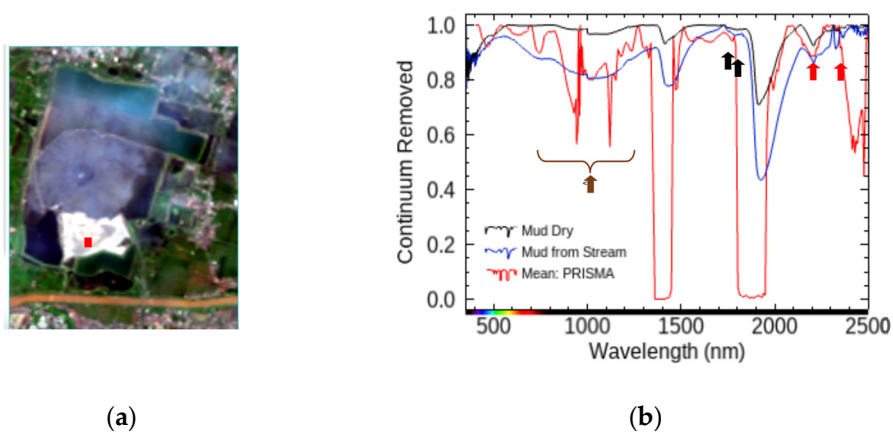 Continuum Removed
1.0
0.8
0.6
0.4
0.2
0.0
Mud Dry
Mud from Stream
Mean: PRISMA
500 1000 1500 2000 2500
Wavelength (nm)
(a) (b)